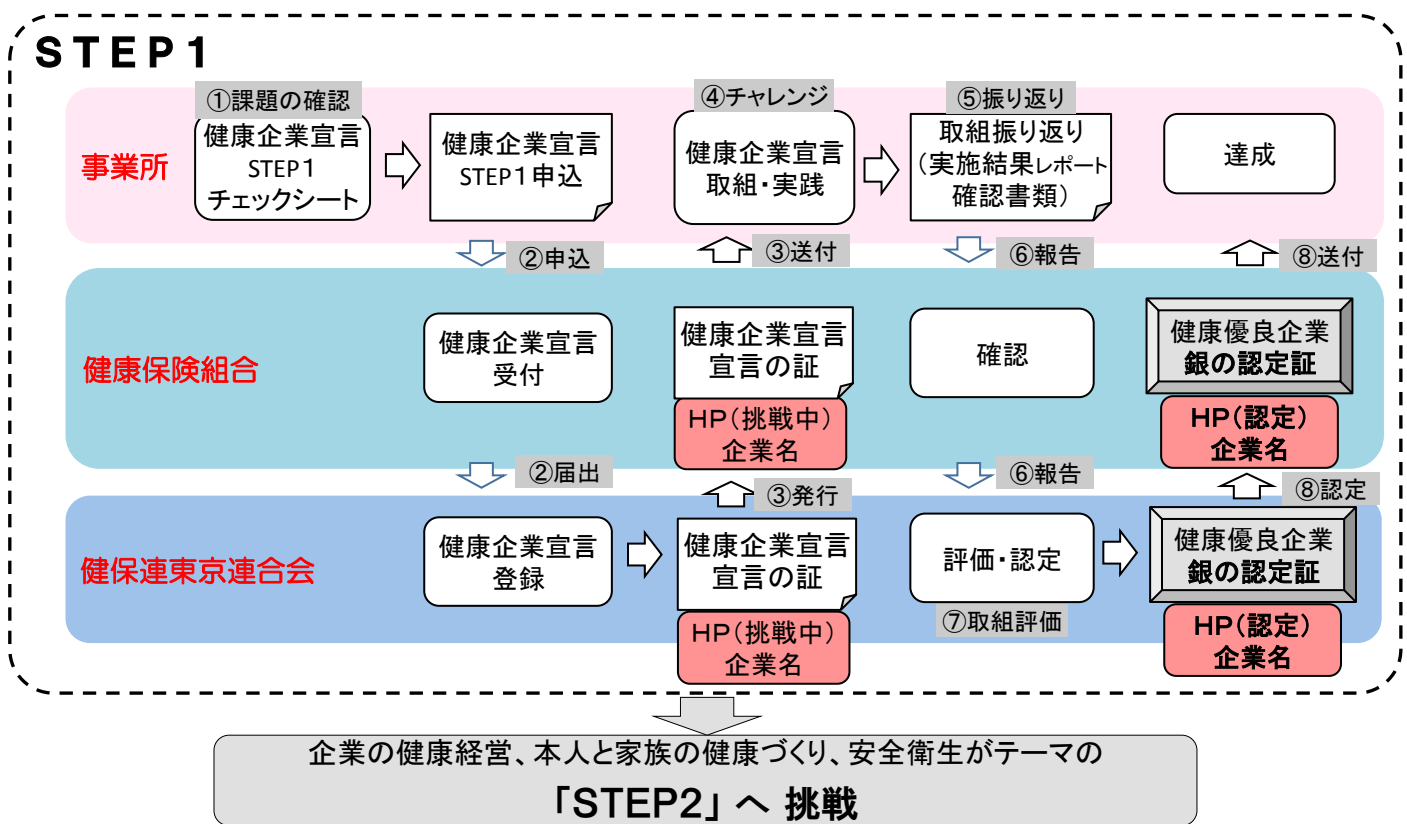 STEP1
事業所
①課題の確認
健康企業宣言
STEP1
チェックシート
健康企業宣言
STEP1申込
④チャレンジ
健康企業宣言
取組・実践
⑤振り返り
取組振り返り
(実施結果レポート
確認書類)
達成
②申込
③送付
⑥報告
⑧送付
健康保険組合
健康企業宣言
受付
健康企業宣言
宣言の証
HP(挑戦中)
企業名
確認
健康優良企業
銀の認定証
HP(認定)
企業名
②届出
③発行
⑥報告
⑧認定
健保連東京連合会
健康企業宣言
登録
健康企業宣言
宣言の証
HP(挑戦中)
企業名
評価・認定
⑦取組評価
健康優良企業
銀の認定証
HP(認定)
企業名
企業の健康経営、本人と家族の健康づくり、安全衛生がテーマの
「STEP2」 へ 挑戦